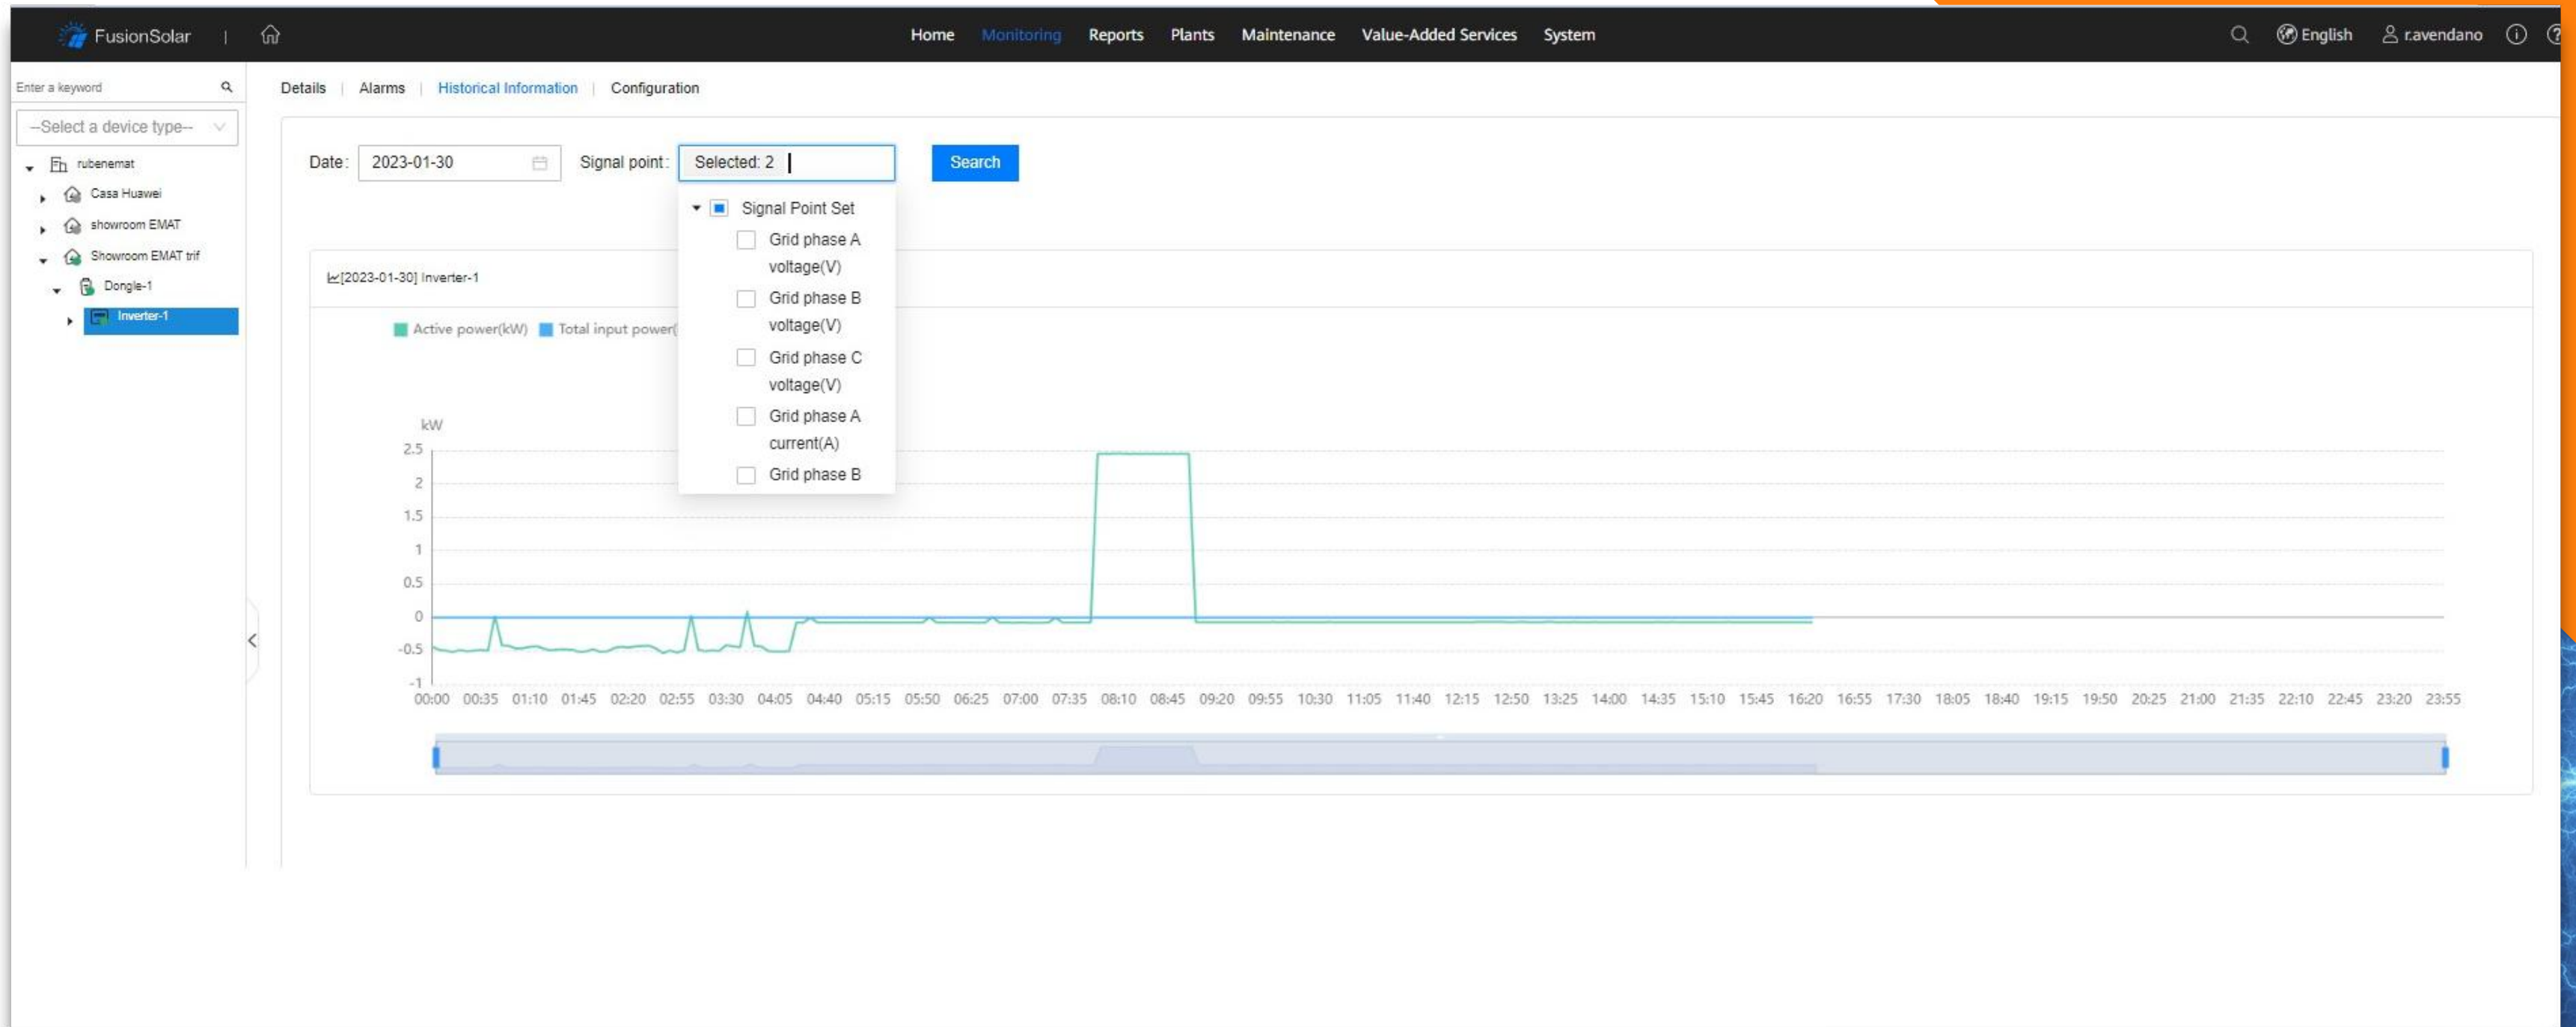 FusionSolar |
Home Monitoring Reports Plants Maintenance Value-Added Services System
English r.avendano
Enter a keyword
--Select a device type--
rubenemat
Casa Huawei
showroom EMAT
Showroom EMAT trif
Dongle-1
Inverter-1
Details | Alarms | Historical Information | Configuration
Date: 2023-01-30 Signal point: Selected: 2 Search
Signal Point Set
Grid phase A
voltage(V)
Grid phase B
voltage(V)
Grid phase C
voltage(V)
Grid phase A
current(A)
Grid phase B
[2023-01-30] Inverter-1
Active power(kW) Total input power(
kW
2.5
2
1.5
1
0.5
0
-0.5
-1
00:00 00:35 01:10 01:45 02:20 02:55 03:30 04:05 04:40 05:15 05:50 06:25 07:00 07:35 08:10 08:45 09:20 09:55 10:30 11:05 11:40 12:15 12:50 13:25 14:00 14:35 15:10 15:45 16:20 16:55 17:30 18:05 18:40 19:15 19:50 20:25 21:00 21:35 22:10 22:45 23:20 23:55